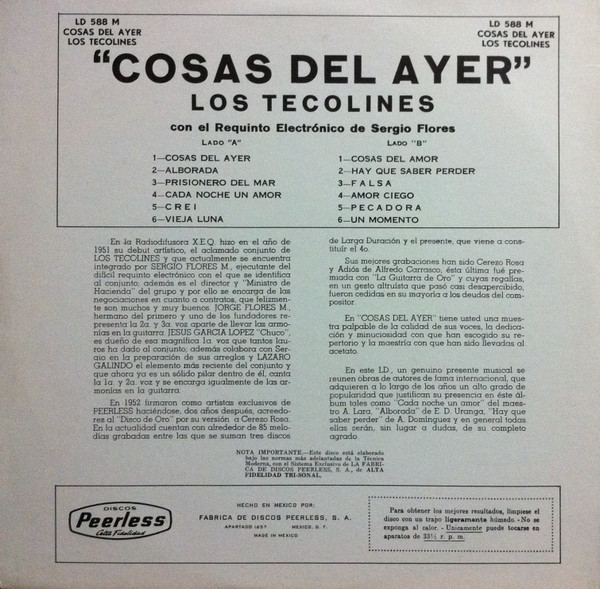 LD 588 M
COSAS DEL AYER
LOS TECOLINES
LD 588 M
COSAS DEL AYER
LOS TECOLINES
"COSAS DEL AYER"
LOS TECOLINES
con el Requinto Electrónico de Sergio Flores
LADO "A"
1—COSAS DEL AYER
2—ALBORADA
3—PRISIONERO DEL MAR
4—CADA NOCHE UN AMOR
5—CREI
6—VIEJA LUNA
LADO "B"
1—COSAS DEL AMOR
2—HAY QUE SABER PERDER
3—FALSA
4—AMOR CIEGO
5—PECADORA
6—UN MOMENTO
En la Radiodifusora X.E.Q. hizo en el año de
1951 su debut artístico, el aclamado conjunto de
LOS TECOLINES y que actualmente se encuentra
integrado por SERGIO FLORES M., ejecutante del
difícil requinto electrónico con el que se identifica
al conjunto; además es el director y "Ministro de
Hacienda" del grupo y por ello se encarga de las
negociaciones en cuanto a contratos, que felizmen-
te son muchos y muy buenos. JORGE FLORES M.,
hermano del primero y uno de los fundadores re-
presenta la 2a. y 3a. voz aparte de llevar las armo-
nías en la guitarra. JESUS GARCIA LOPEZ "Chuco",
es dueño de esa magnífica 1a. voz que tantos lau-
ros ha dado al conjunto; además colabora con Ser-
gio en la preparación de sus arreglos y LAZARO
GALINDO el elemento más reciente del conjunto y
que ahora ya es un sólido pilar dentro de él, canta
la 1a. y 2a. voz y se encarga igualmente de las ar-
monías en la guitarra.
En 1952 firmaron como artistas exclusivos de
PEERLESS haciéndose, dos años después, acreedo-
res al "Disco de Oro" por su versión a Cerezo Rosa.
En la actualidad cuentan con alrededor de 85 melo-
días grabadas entre las que se suman tres discos
de Larga Duración y el presente, que viene a cons-
tituír el 4o.
Sus mejores grabaciones han sido Cerezo Rosa
y Adiós de Alfredo Carrasco, ésta última fué pre-
miada con "La Guitarra de Oro" y cuyas regalías,
en un gesto altruísta que pasó casi desapercibido,
fueron cedidas en su mayoría a los deudos del com-
positor.
En "COSAS DEL AYER" tiene usted una mues-
tra palpable de la calidad de sus voces, la dedica-
ción y minuciosidad con que han escogido su re-
pertorio y la maestría con que han sido llevadas al
acetato.
En este LD., un genuino presente musical se
reunen obras de autores de fama internacional, que
adquieren a lo largo de los años un alto grado de
popularidad que justifican su presencia en éste ál-
bum toles como "Cada noche un amor" del maes-
tro A. Lara, "Alborada" de E. D. Uranga, "Hay que
saber perder" de A. Domínguez y en general todas
ellas serán, sin lugar a dudas, de su completo
agrado.
NOTA IMPORTANTE.—Este disco está elaborado
bajo las normas más adelantadas de la Técnica
Moderna, con el Sistema Exclusivo de LA FABRI-
CA DE DISCOS PEERLESS, S. A., de ALTA
FIDELIDAD TRI-SONAL.
DISCOS
Peerless
Alta Fidelidad
HECHO EN MEXICO POR:
FABRICA DE DISCOS PEERLESS, S. A.
APARTADO 1657 MEXICO, D. F.
MADE IN MEXICO
Para obtener los mejores resultados, límpiese el
disco con un trapo ligeramente húmedo. - No se
exponga al calor. - Unicamente puede tocarse en
aparatos de 33⅓ r. p. m.